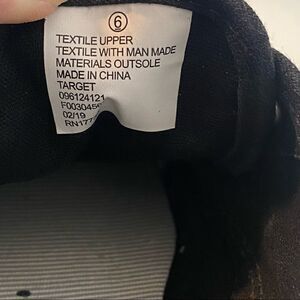 6
TEXTILE UPPER
TEXTILE WITH MAN MADE
MATERIALS OUTSOLE
MADE IN CHINA
TARGET
096124121
02/19